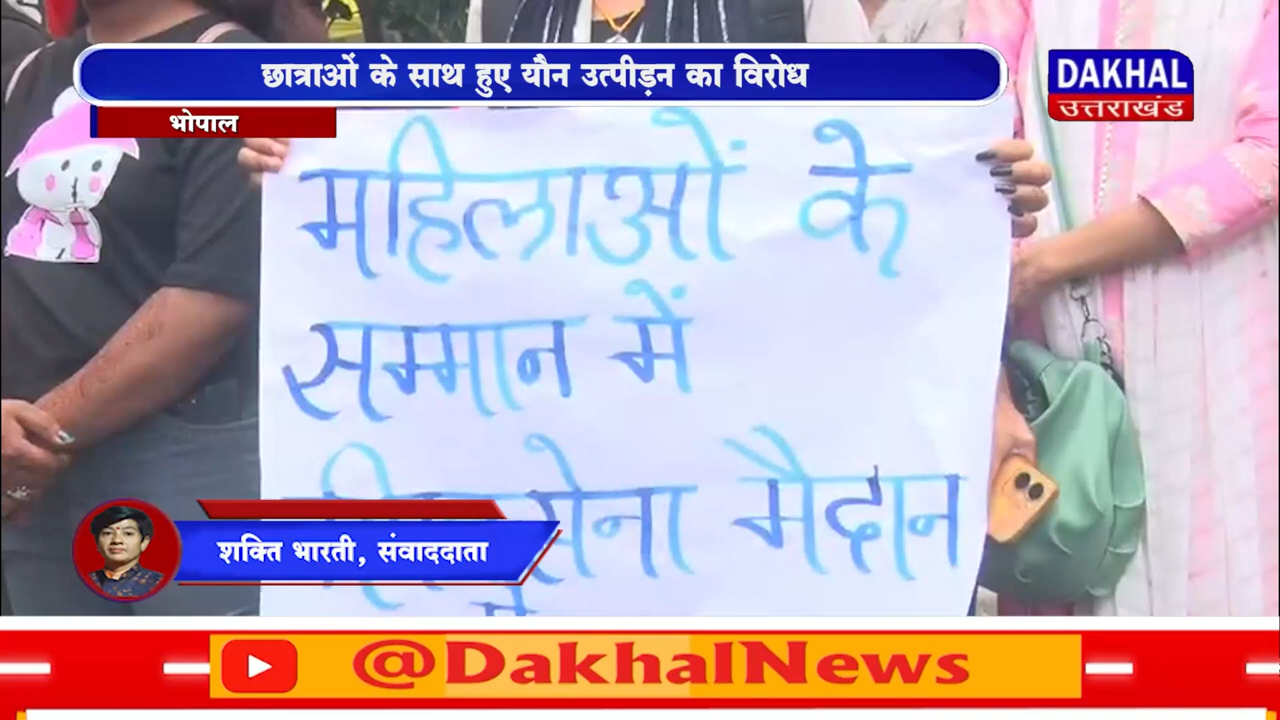 छात्राओं के साथ हुए यौन उत्पीड़न का विरोध
DAKHAL
उत्तराखंड
भोपाल
महिलाओं के
सम्मान में
सेना मैदान
शक्ति भारती, संवाददाता
@DakhalNews